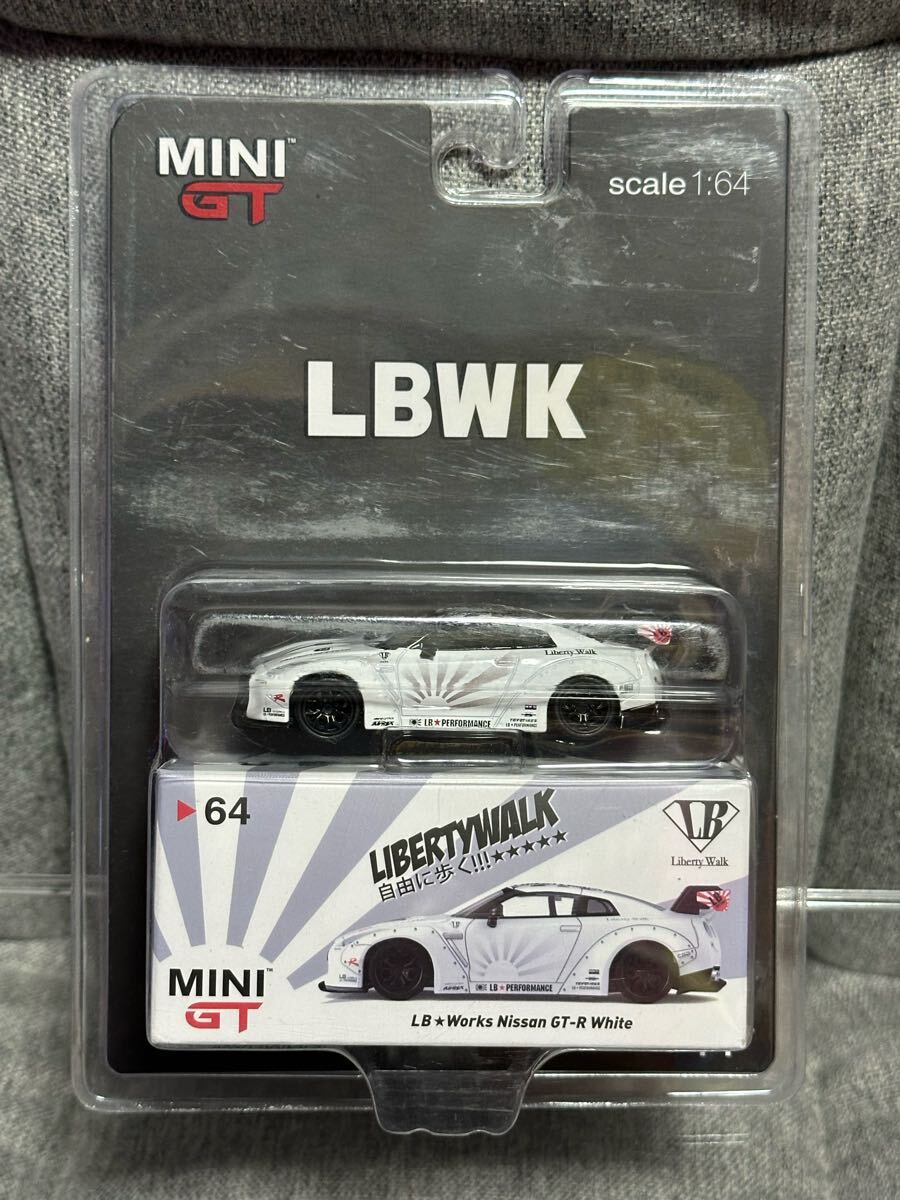 MINI GT
scale 1:64
LBWK
Liberty Walk
LB★PERFORMANCE
▶64
LIBERTYWALK
自由に歩く!!!★★★★★
LB
Liberty Walk
LB★PERFORMANCE
MINI GT
LB★Works Nissan GT-R White